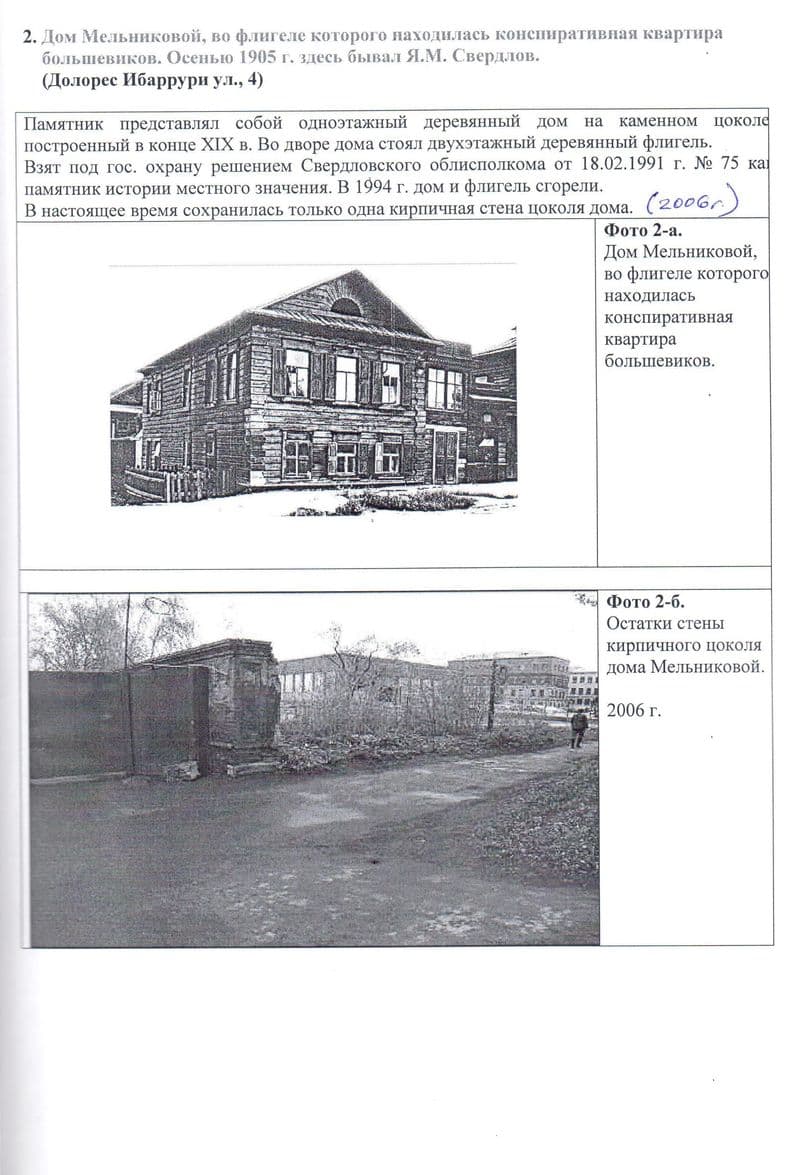 2. Дом Мельниковой, во флигеле которого находилась конспиративная квартира
большевиков. Осенью 1905 г. здесь бывал Я.М. Свердлов.
(Долорес Ибаррури ул., 4)
Памятник представлял собой одноэтажный деревянный дом на каменном цоколе
построенный в конце XIX в. Во дворе дома стоял двухэтажный деревянный флигель.
Взят под гос. охрану решением Свердловского облисполкома от 18.02.1991 г. № 75 ка
памятник истории местного значения. В 1994 г. дом и флигель сгорели.
В настоящее время сохранилась только одна кирпичная стена цоколя дома. (2006г.)
Фото 2-а.
Дом Мельниковой,
во флигеле которого
находилась
конспиративная
квартира
большевиков.
Фото 2-б.
Остатки стены
кирпичного цоколя
дома Мельниковой.
2006 г.